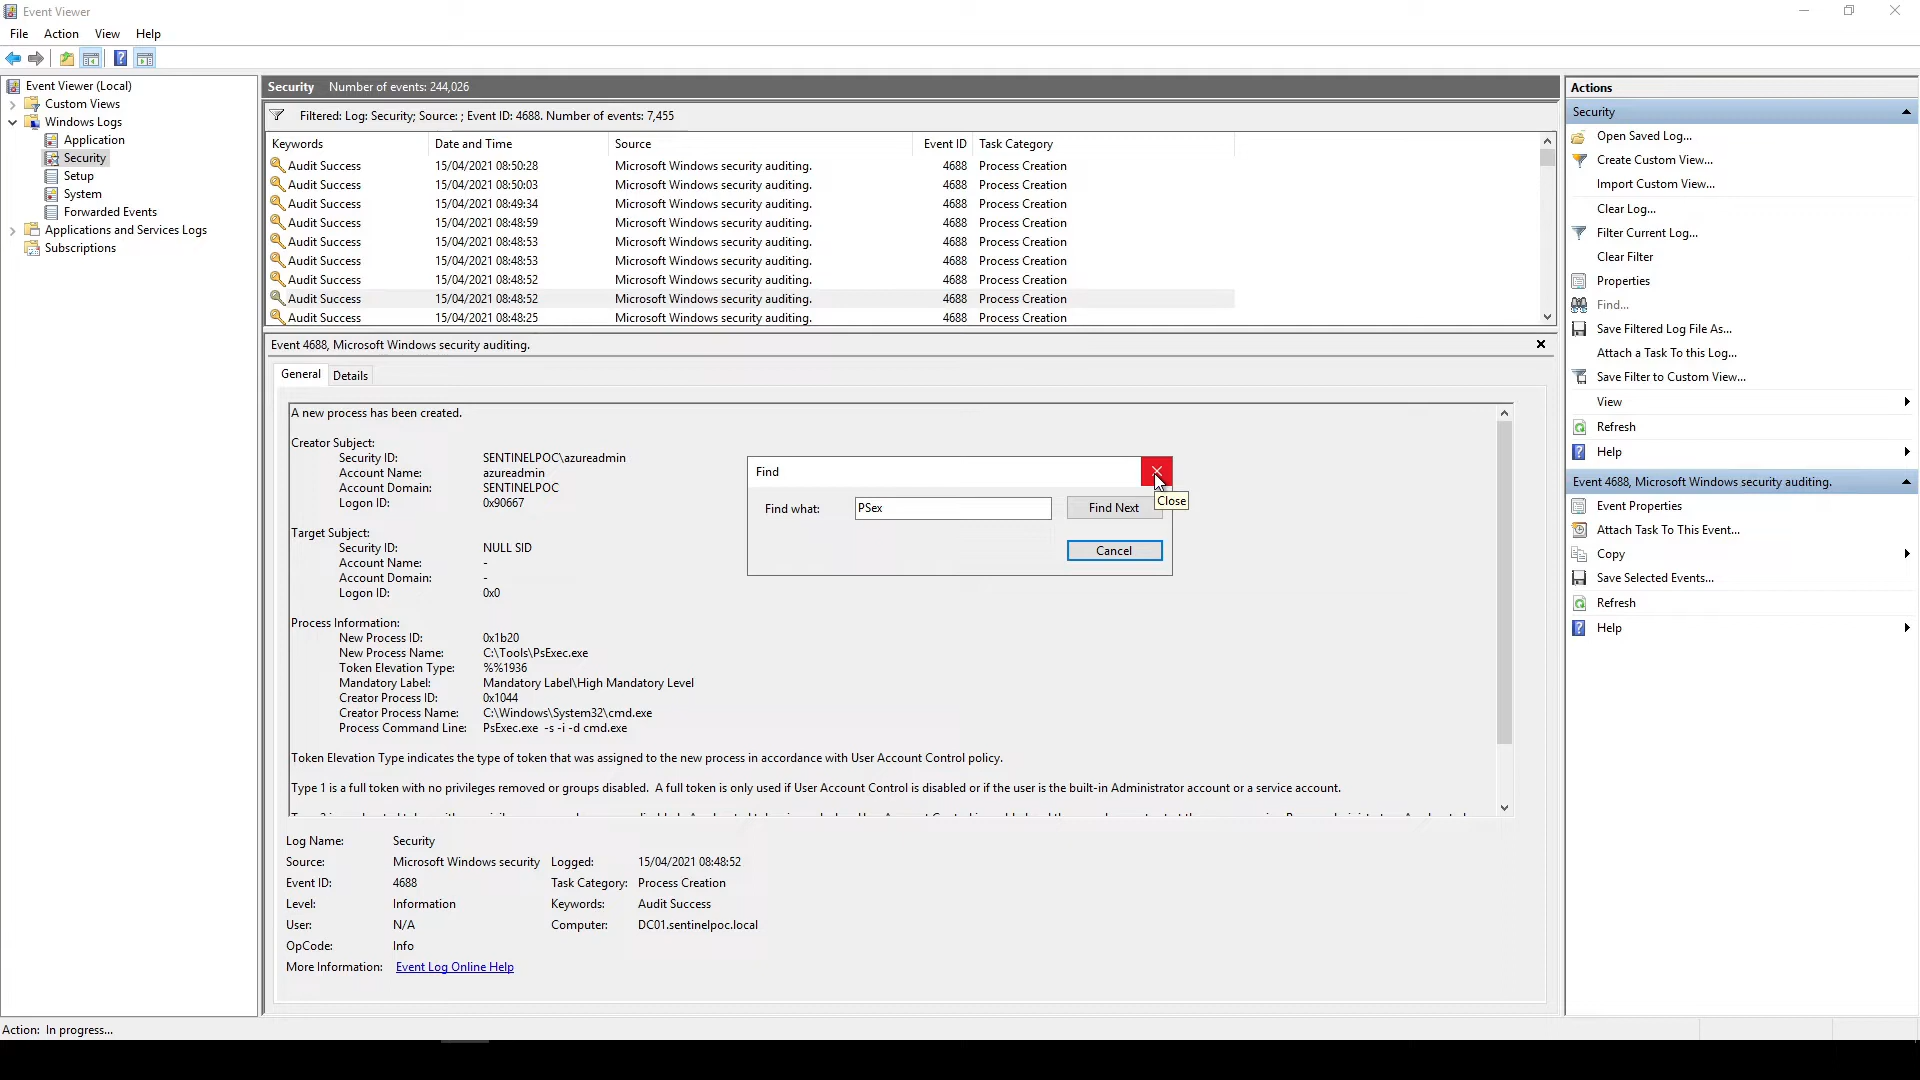 Event Viewer
File Action View Help
Event Viewer (Local)
Custom Views
Windows Logs
Application
Security
Setup
System
Forwarded Events
Applications and Services Logs
Subscriptions
Security Number of events: 244,026
Filtered: Log: Security; Source: ; Event ID: 4688. Number of events: 7,455
Keywords Date and Time Source Event ID Task Category
Audit Success 15/04/2021 08:50:28 Microsoft Windows security auditing. 4688 Process Creation
Audit Success 15/04/2021 08:50:03 Microsoft Windows security auditing. 4688 Process Creation
Audit Success 15/04/2021 08:49:34 Microsoft Windows security auditing. 4688 Process Creation
Audit Success 15/04/2021 08:48:59 Microsoft Windows security auditing. 4688 Process Creation
Audit Success 15/04/2021 08:48:53 Microsoft Windows security auditing. 4688 Process Creation
Audit Success 15/04/2021 08:48:53 Microsoft Windows security auditing. 4688 Process Creation
Audit Success 15/04/2021 08:48:52 Microsoft Windows security auditing. 4688 Process Creation
Audit Success 15/04/2021 08:48:52 Microsoft Windows security auditing. 4688 Process Creation
Audit Success 15/04/2021 08:48:25 Microsoft Windows security auditing. 4688 Process Creation
Event 4688, Microsoft Windows security auditing.
General Details
A new process has been created.
Creator Subject:
Security ID: SENTINELPOC\azureadmin
Account Name: azureadmin
Account Domain: SENTINELPOC
Logon ID: 0x90667
Target Subject:
Security ID: NULL SID
Account Name: -
Account Domain: -
Logon ID: 0x0
Process Information:
New Process ID: 0x1b20
New Process Name: C:\Tools\PsExec.exe
Token Elevation Type: %%1936
Mandatory Label: Mandatory Label\High Mandatory Level
Creator Process ID: 0x1044
Creator Process Name: C:\Windows\System32\cmd.exe
Process Command Line: PsExec.exe -s -i -d cmd.exe
Token Elevation Type indicates the type of token that was assigned to the new process in accordance with User Account Control policy.
Type 1 is a full token with no privileges removed or groups disabled. A full token is only used if User Account Control is disabled or if the user is the built-in Administrator account or a service account.
Find
Find what: PSex Find Next
Close
Cancel
Log Name: Security
Source: Microsoft Windows security Logged: 15/04/2021 08:48:52
Event ID: 4688 Task Category: Process Creation
Level: Information Keywords: Audit Success
User: N/A Computer: DC01.sentinelpoc.local
OpCode: Info
More Information: Event Log Online Help
Actions
Security
Open Saved Log...
Create Custom View...
Import Custom View...
Clear Log...
Filter Current Log...
Clear Filter
Properties
Find...
Save Filtered Log File As...
Attach a Task To this Log...
Save Filter to Custom View...
View
Refresh
Help
Event 4688, Microsoft Windows security auditing.
Event Properties
Attach Task To This Event...
Copy
Save Selected Events...
Refresh
Help
Action: In progress...